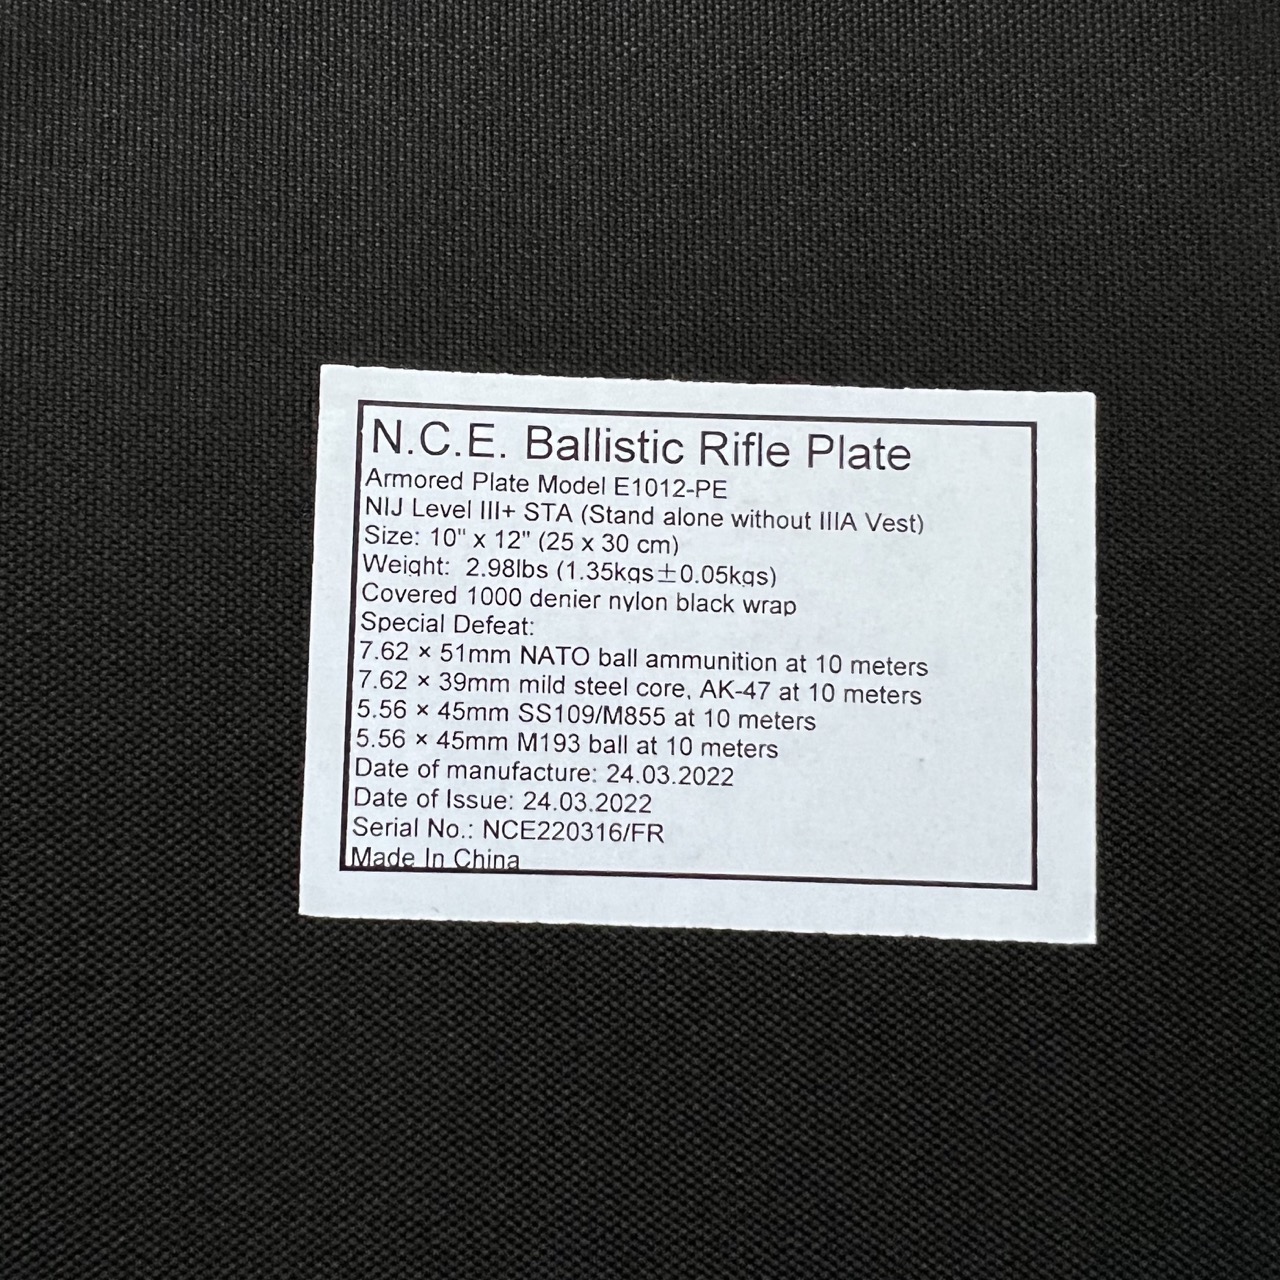 N.C.E. Ballistic Rifle Plate
Armored Plate Model E1012-PE
NIJ Level III+ STA (Stand alone without IIIA Vest)
Size: 10" x 12" (25 x 30 cm)
Weight: 2.98lbs (1.35kgs±0.05kgs)
Covered 1000 denier nylon black wrap
Special Defeat:
7.62 × 51mm NATO ball ammunition at 10 meters
7.62 × 39mm mild steel core, AK-47 at 10 meters
5.56 × 45mm SS109/M855 at 10 meters
5.56 × 45mm M193 ball at 10 meters
Date of manufacture: 24.03.2022
Date of Issue: 24.03.2022
Serial No.: NCE220316/FR
Made In China